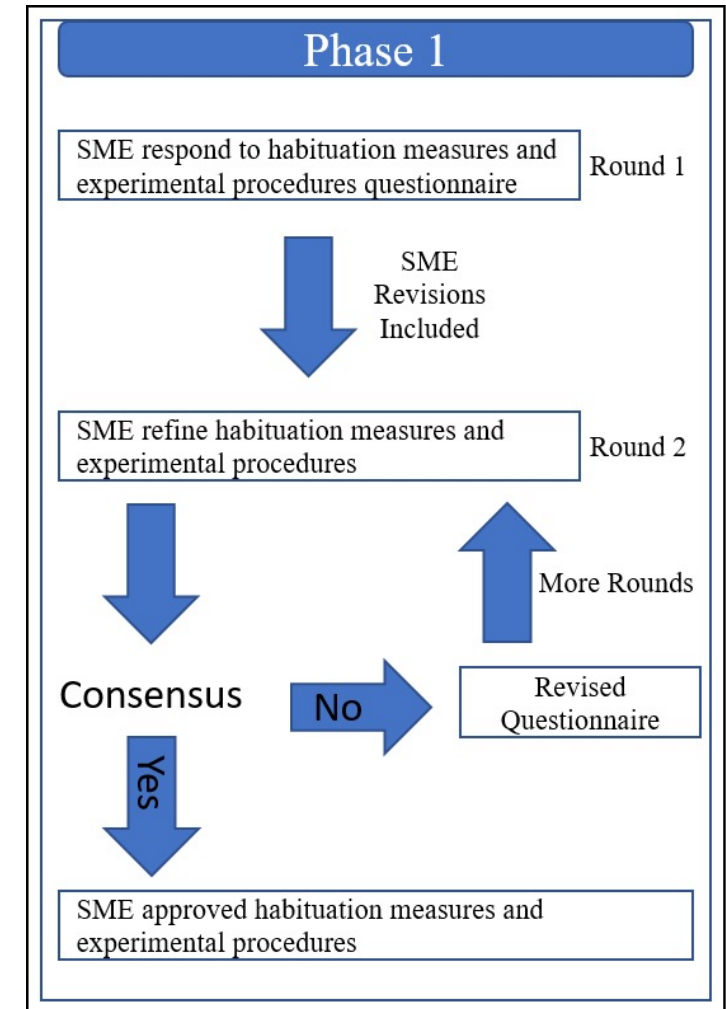 Phase 1
SME respond to habituation measures and
experimental procedures questionnaire
Round 1
SME
Revisions
Included
SME refine habituation measures and
experimental procedures
Round 2
More Rounds
Consensus
No
Revised
Questionnaire
Yes
SME approved habituation measures and
experimental procedures